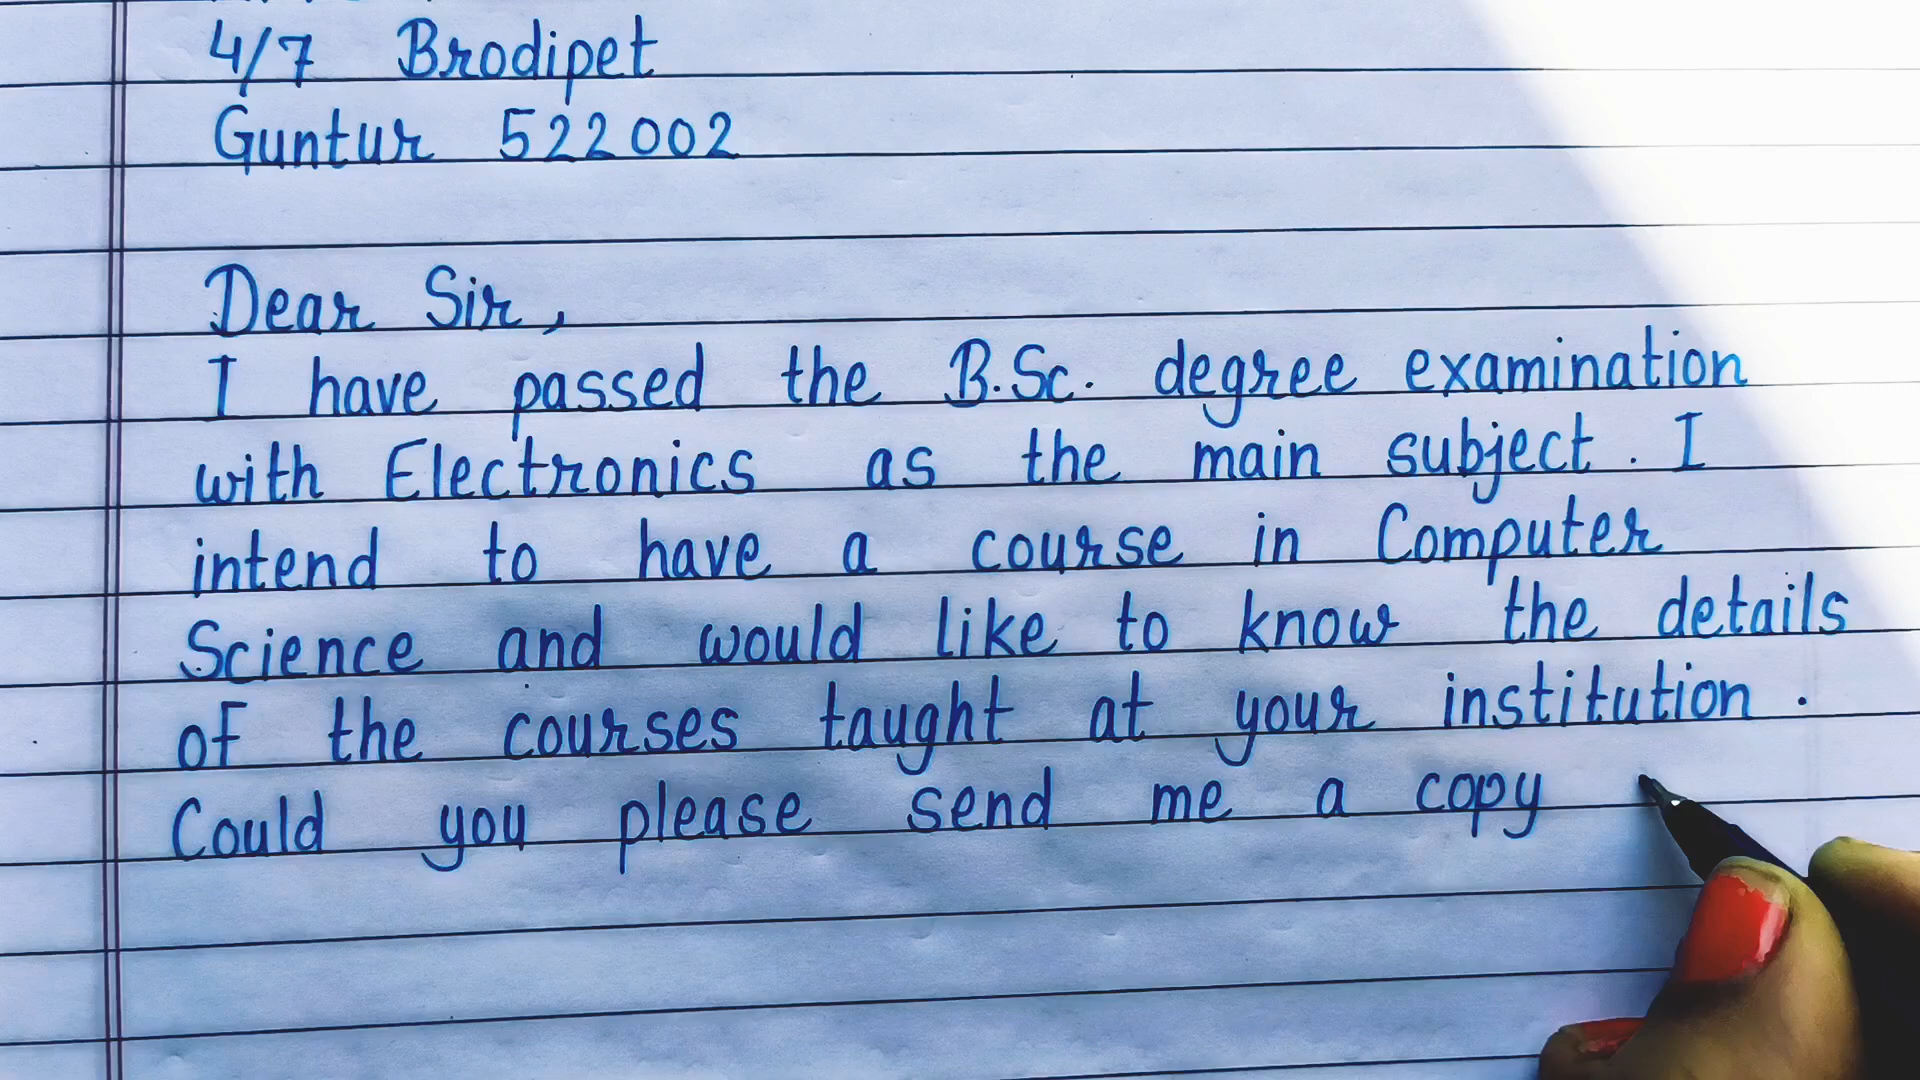 4/7 Brodipet
Guntur 522002
Dear Sir,
I have passed the B.Sc. degree examination
with Electronics as the main subject. I
intend to have a course in Computer
Science and would like to know the details
of the courses taught at your institution.
Could you please send me a copy